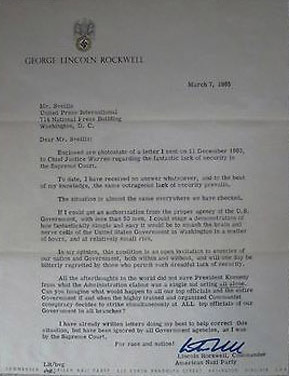 GEORGE LINCOLN ROCKWELL
March 7, 1965
Mr. Sevilla
United Press International
714 National Press Building
Washington, D. C.
Dear Mr. Sevilla:
Enclosed are photostats of a letter I sent on 11 December 1963,
to Chief Justice Warren regarding the fantastic lack of security in
the Supreme Court.
To date, I have received no answer whatsoever, and to the best
of my knowledge, the same outrageous lack of security prevails.
The situation is almost the same everywhere we have checked.
If I could get an authorization from the proper agency of the U.S.
Government, with less than 50 men, I could stage a demonstration of
how fantastically simple and easy it would be to smash the brain and
nerve cells of the United States Government in Washington in a matter
of hours, and at relatively small risk.
In my opinion, this condition is an open invitation to enemies of
our nation and Government, both within and without, and will one day be
bitterly regretted by those who permit such dreadful lack of security.
All the afterthoughts in the world did not save President Kennedy
from what the Administration claimed was a single nut acting all alone.
Can you imagine what would happen to all our top officials and the entire
Government if and when the highly trained and organized Communist
conspiracy decides to strike simultaneously at ALL top officials of
our Government in all branches?
I have already written letters doing my best to help correct this
situation, but have been ignored by all Government agencies, as I was
by the Supreme Court.
For race and nation!
Lincoln Rockwell, Commander
American Nazi Party
LR/bvg